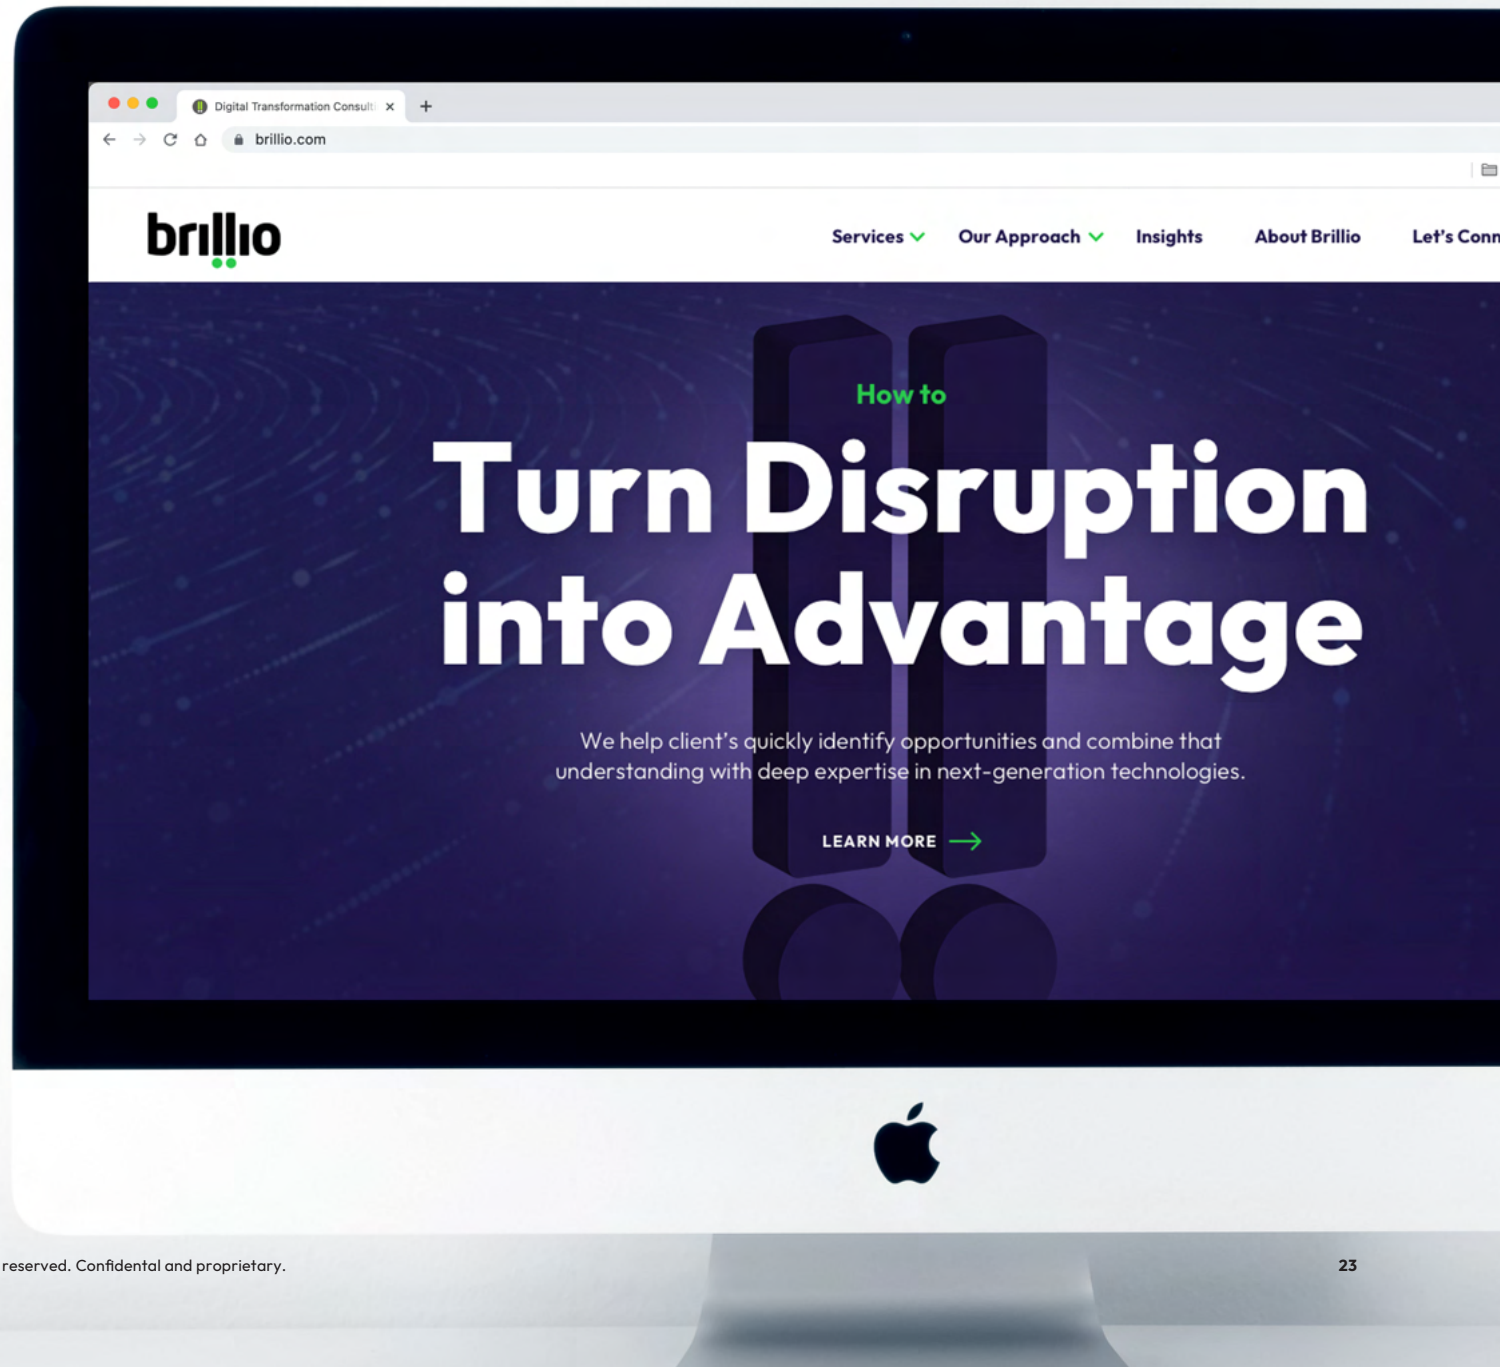 Digital Transformation Consulti
brillio.com
brillio
Services
Our Approach
Insights
About Brillio
Let's Conn
How to
Turn Disruption
into Advantage
We help client's quickly identify opportunities and combine that
understanding with deep expertise in next-generation technologies.
LEARN MORE
reserved. Confidental and proprietary.
23